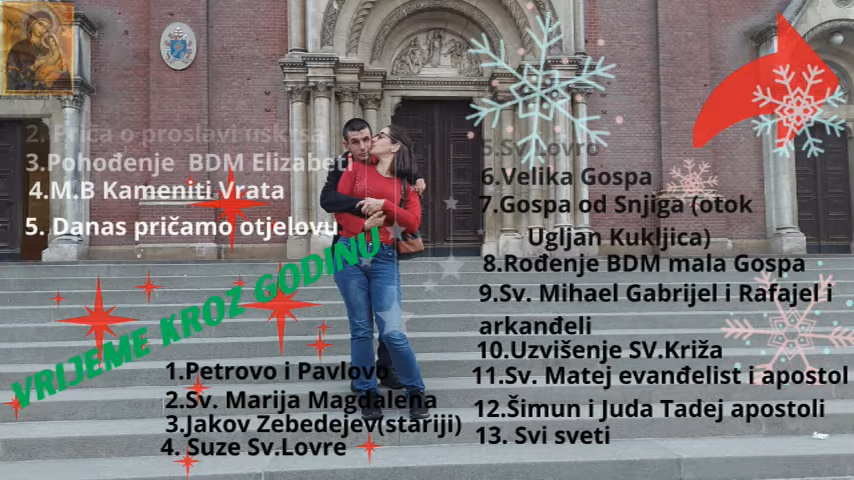 2. Priča o proslavi uskrsa
3.Pohođenje BDM Elizabeti
4.M.B Kameniti Vrata
5. Danas pričamo otjelovu
VRIJEME KROZ GODINU
1.Petrovo i Pavlovo
2.Sv. Marija Magdalena
3.Jakov Zebedejev(stariji)
4. Suze Sv.Lovre
5.Sv.Lovro
6.Velika Gospa
7.Gospa od Snjiga (otok
Ugljan Kukljica)
8.Rođenje BDM mala Gospa
9.Sv. Mihael Gabrijel i Rafajel i
arkanđeli
10.Uzvišenje SV.Križa
11.Sv. Matej evanđelist i apostol
12.Šimun i Juda Tadej apostoli
13. Svi sveti